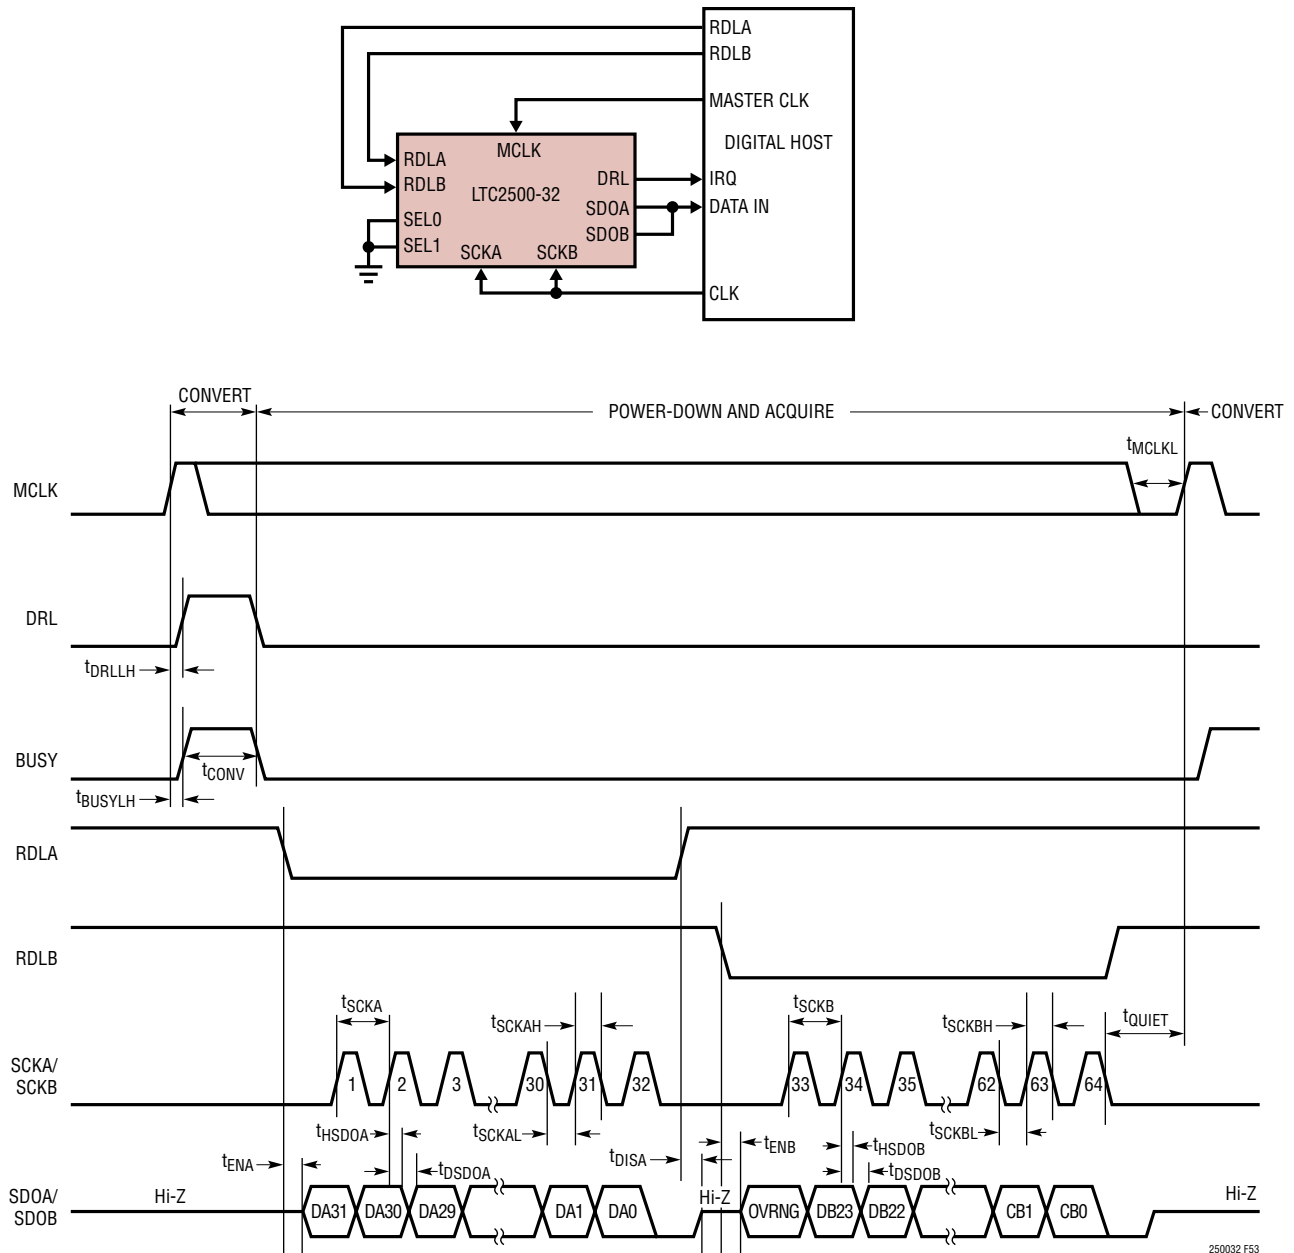 RDLA
RDLB
MASTER CLK
DIGITAL HOST
MCLK
RDLA
RDLB
LTC2500-32
DRL
IRQ
SDOA
DATA IN
SEL0
SDOB
SEL1
SCKA
SCKB
CLK
CONVERT
POWER-DOWN AND ACQUIRE
CONVERT
tMCLKL
MCLK
DRL
tDRLLH
BUSY
tCONV
tBUSYLH
RDLA
RDLB
tSCKA
tSCKAH
tSCKB
tSCKBH
tQUIET
SCKA/
SCKB
1 2 3 30 31 32 33 34 35 62 63 64
tHSDOA
tSCKAL
tSCKBL
tENA
tDSDOA
tDISA
tENB
tHSDOB
tDSDOB
SDOA/
SDOB
Hi-Z
DA31 DA30 DA29 DA1 DA0
Hi-Z
OVRNG DB23 DB22 CB1 CB0
Hi-Z
250032 F53